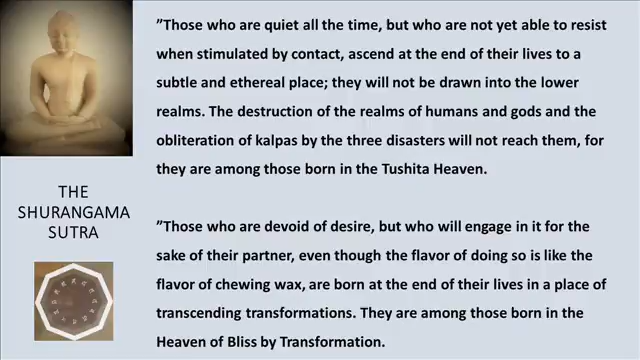 ”Those who are quiet all the time, but who are not yet able to resist
when stimulated by contact, ascend at the end of their lives to a
subtle and ethereal place; they will not be drawn into the lower
realms. The destruction of the realms of humans and gods and the
obliteration of kalpas by the three disasters will not reach them, for
they are among those born in the Tushita Heaven.
”Those who are devoid of desire, but who will engage in it for the
sake of their partner, even though the flavor of doing so is like the
flavor of chewing wax, are born at the end of their lives in a place of
transcending transformations. They are among those born in the
Heaven of Bliss by Transformation.
THE
SHURANGAMA
SUTRA